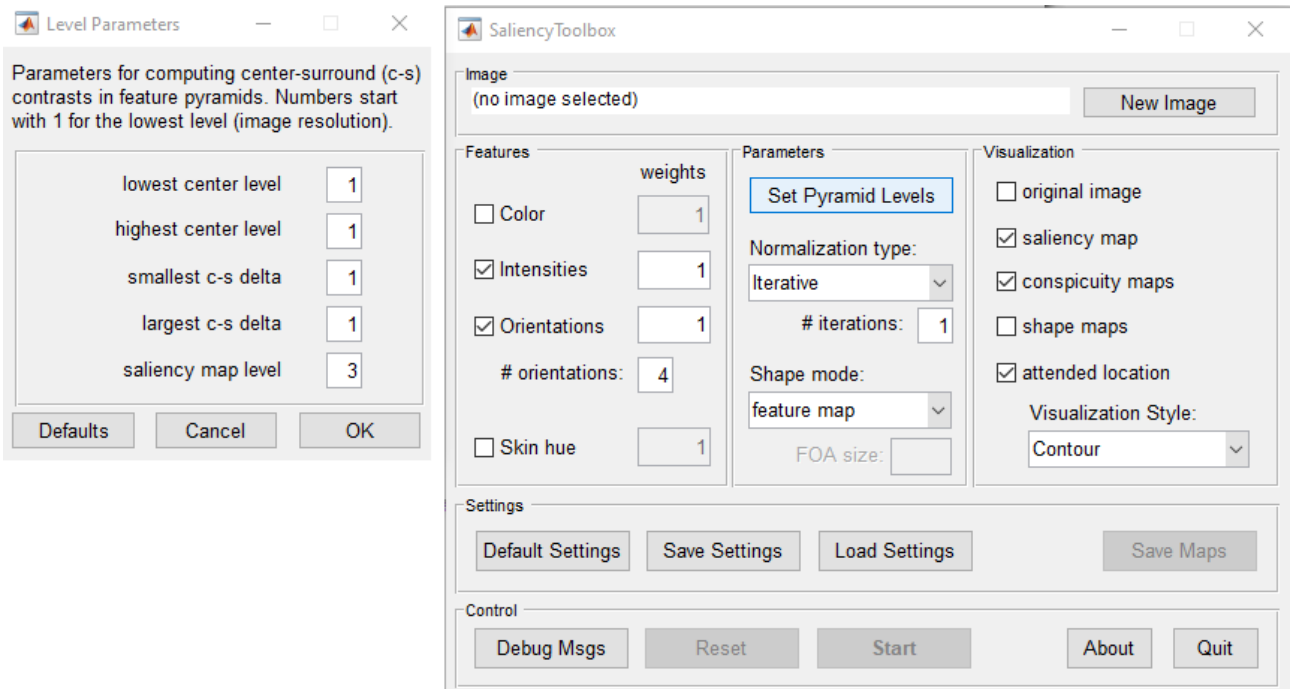 Level Parameters
Parameters for computing center-surround (c-s)
contrasts in feature pyramids. Numbers start
with 1 for the lowest level (image resolution).
lowest center level 1
highest center level 1
smallest c-s delta 1
largest c-s delta 1
saliency map level 3
Defaults Cancel OK
SaliencyToolbox
Image
(no image selected) New Image
Features
weights
Color 1
Intensities 1
Orientations 1
# orientations: 4
Skin hue 1
Parameters
Set Pyramid Levels
Normalization type:
Iterative
# iterations: 1
Shape mode:
feature map
FOA size:
Visualization
original image
saliency map
conspicuity maps
shape maps
attended location
Visualization Style:
Contour
Settings
Default Settings Save Settings Load Settings Save Maps
Control
Debug Msgs Reset Start About Quit